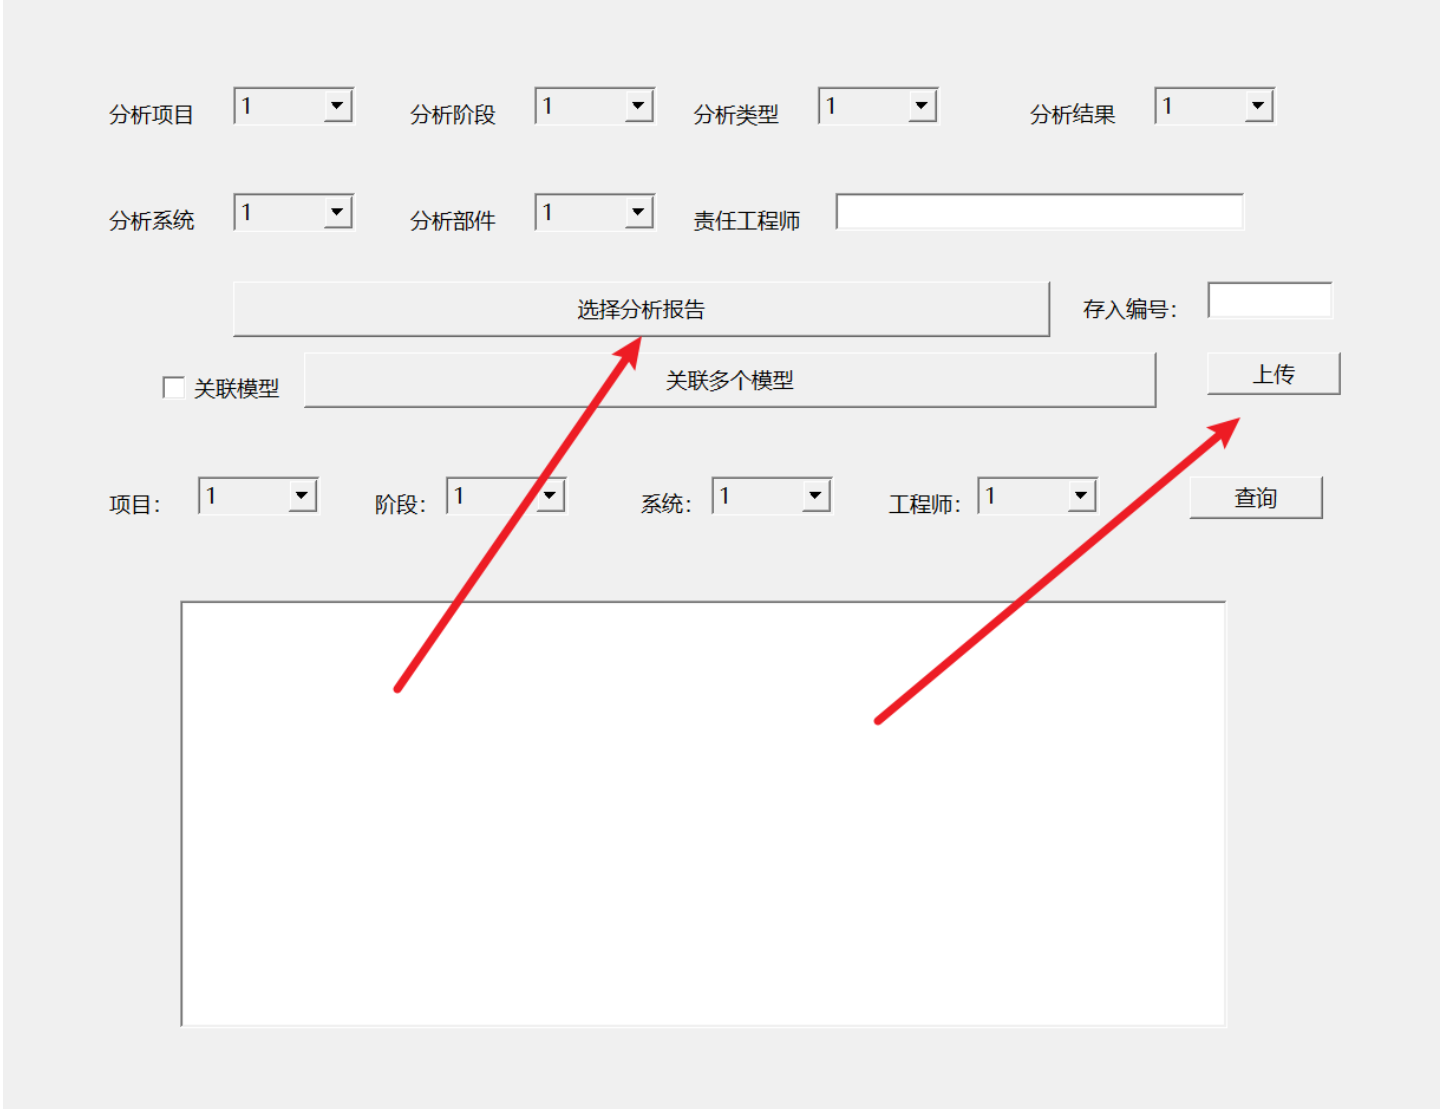 分析项目 1 分析阶段 1 分析类型 1 分析结果 1
分析系统 1 分析部件 1 责任工程师
选择分析报告 存入编号:
关联模型 关联多个模型 上传
项目: 1 阶段: 1 系统: 1 工程师: 1 查询